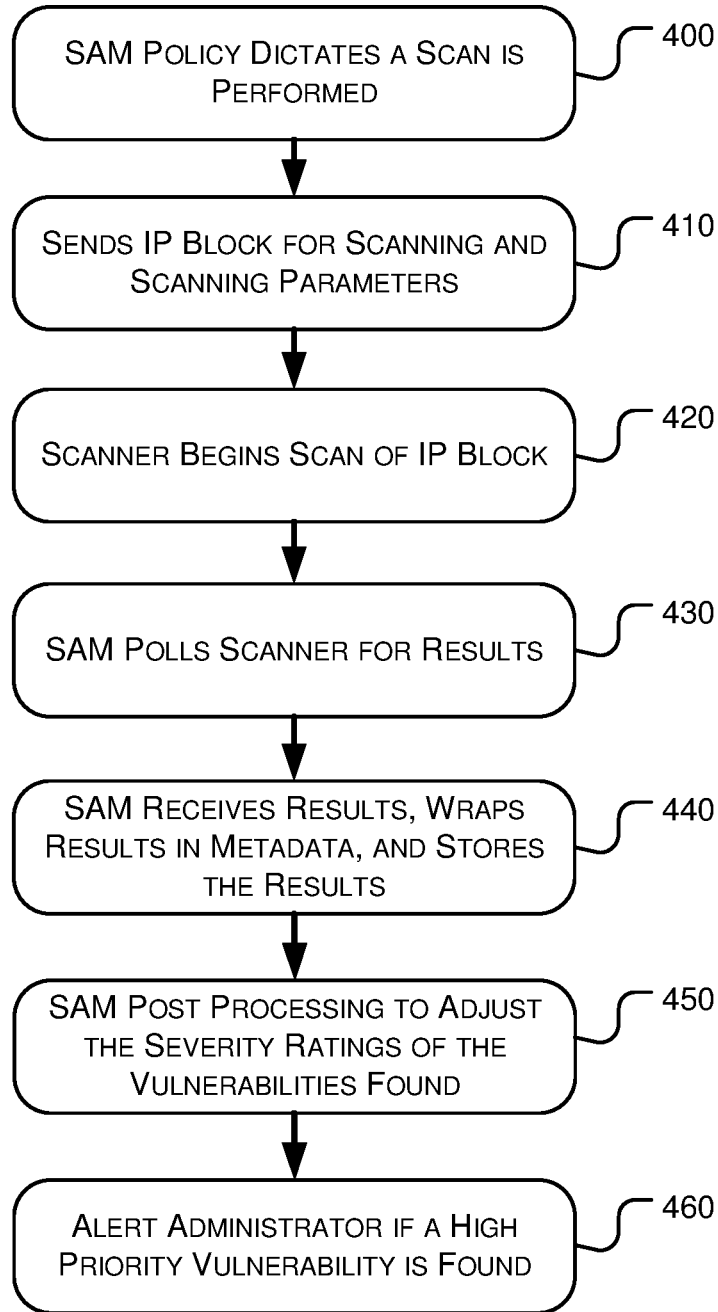 SAM POLICY DICTATES A SCAN IS
PERFORMED
400
SENDS IP BLOCK FOR SCANNING AND
SCANNING PARAMETERS
410
SCANNER BEGINS SCAN OF IP BLOCK
420
SAM POLLS SCANNER FOR RESULTS
430
SAM RECEIVES RESULTS, WRAPS
RESULTS IN METADATA, AND STORES
THE RESULTS
440
SAM POST PROCESSING TO ADJUST
THE SEVERITY RATINGS OF THE
VULNERABILITIES FOUND
450
ALERT ADMINISTRATOR IF A HIGH
PRIORITY VULNERABILITY IS FOUND
460